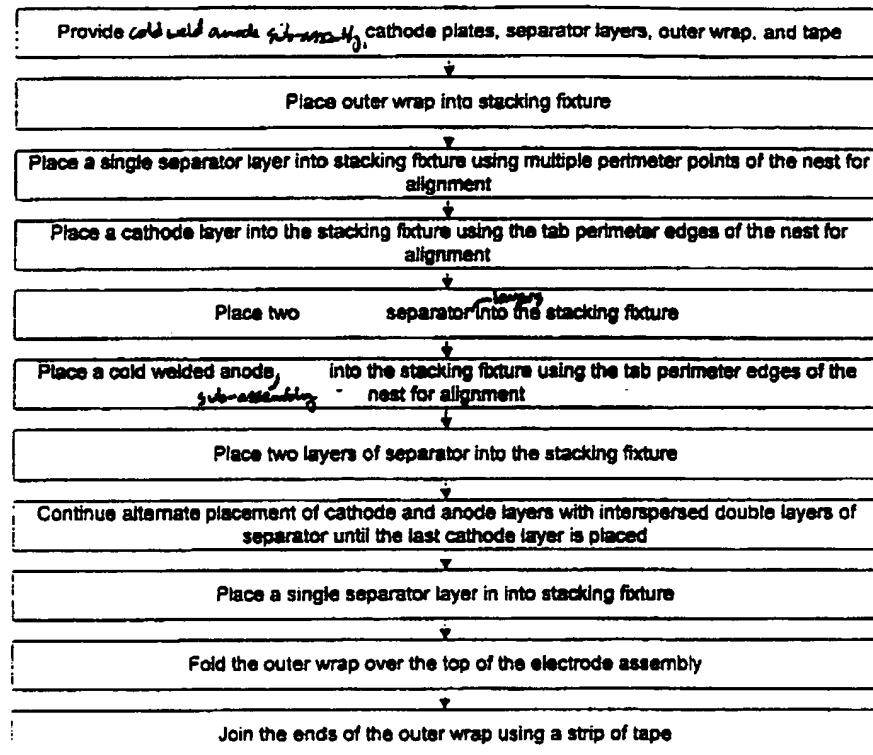 Provide cold weld anode sub-assembly, cathode plates, separator layers, outer wrap, and tape
Place outer wrap into stacking fixture
Place a single separator layer into stacking fixture using multiple perimeter points of the nest for
alignment
Place a cathode layer into the stacking fixture using the tab perimeter edges of the nest for
alignment
layers
Place two separator into the stacking fixture
Place a cold welded anode into the stacking fixture using the tab perimeter edges of the
sub-assembly nest for alignment
Place two layers of separator into the stacking fixture
Continue alternate placement of cathode and anode layers with interspersed double layers of
separator until the last cathode layer is placed
Place a single separator layer in into stacking fixture
Fold the outer wrap over the top of the electrode assembly
Join the ends of the outer wrap using a strip of tape